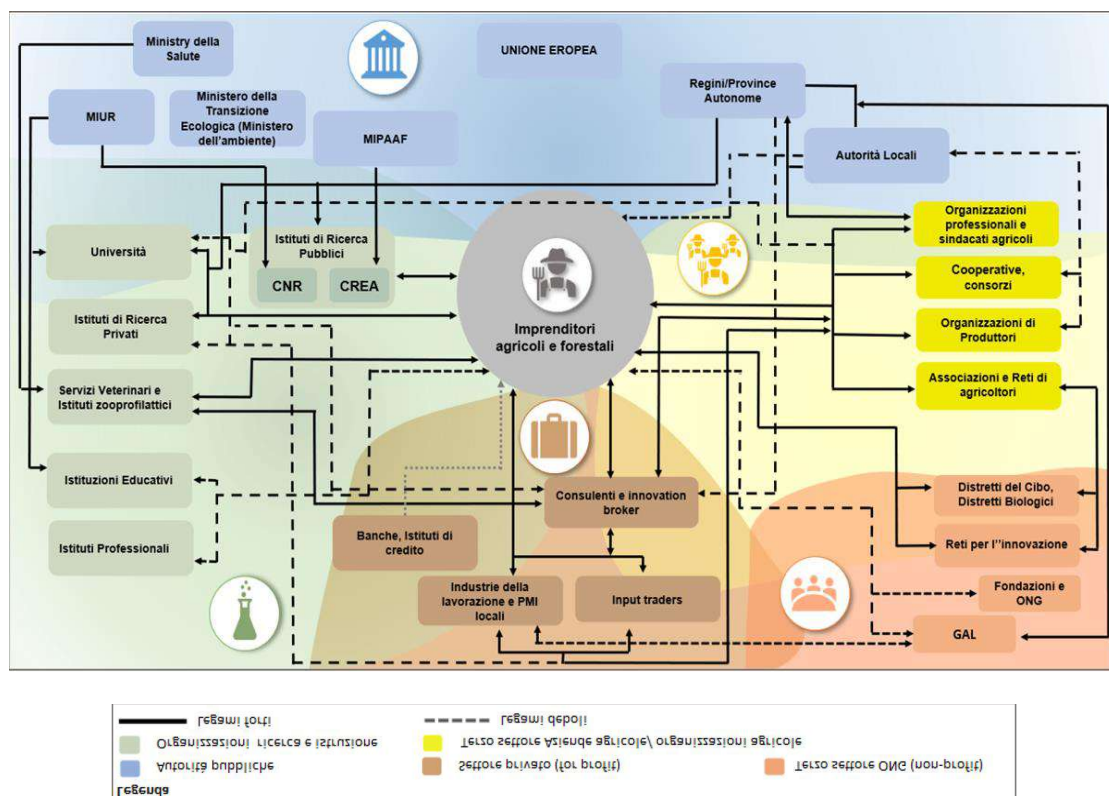 Ministry della
Salute
UNIONE EROPEA
Regini/Province
Autonome
MIUR
Ministero della
Transizione
Ecologica (Ministero
dell'ambiente)
MIPAAF
Autorità Locali
Università
Istituti di Ricerca
Pubblici
CNR
CREA
Organizzazioni
professionali e
sindacati agricoli
Cooperative,
consorzi
Istituti di Ricerca
Privati
Imprenditori
agricoli e forestali
Organizzazioni di
Produttori
Servizi Veterinari e
Istituti zooprofilattici
Associazioni e Reti di
agricoltori
Istituzioni Educativi
Consulenti e innovation
broker
Distretti del Cibo,
Distretti Biologici
Istituti Professionali
Banche, Istituti di
credito
Reti per l''innovazione
Industrie della
lavorazione e PMI
locali
Input traders
Fondazioni e
ONG
GAL
Legami forti
Legami deboli
Organizzazioni ricerca e istruzione
Terzo settore Aziende agricole/ organizzazioni agricole
Autorità pubbliche
Settore privato (for profit)
Terzo settore ONG (non-profit)
Legenda